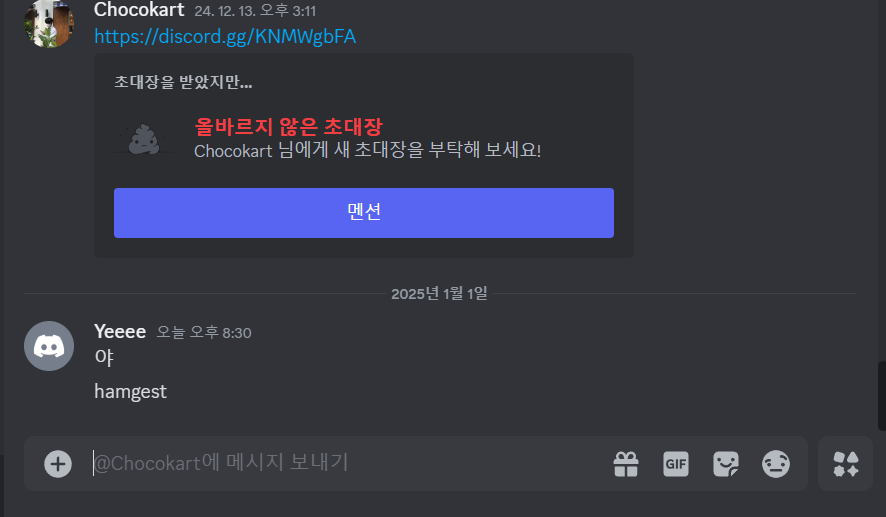 Chocokart 24. 12. 13. 오후 3:11
https://discord.gg/KNMWgbFA
초대장을 받았지만...
올바르지 않은 초대장
Chocokart 님에게 새 초대장을 부탁해 보세요!
멘션
2025년 1월 1일
Yeeee 오늘 오후 8:30
야
hamgest
@Chocokart에 메시지 보내기
GIF